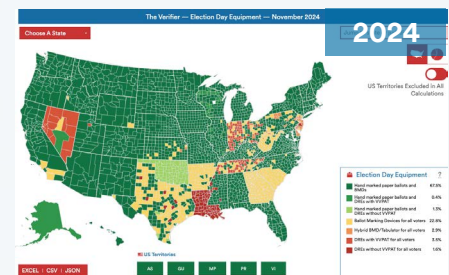 The Verifier — Election Day Equipment — November 2024
2024
Choose A State
US Territories Excluded in All
Calculations
Election Day Equipment ?
Hand marked paper ballots and
BMDs 67.5%
Hand marked paper ballots and
DREs with VVPAT 0.4%
Hand marked paper ballots and
DREs without VVPAT 1.3%
Ballot Marking Devices for all voters
Hybrid BMD/Tabulator for all voters 2.9%
DREs with VVPAT for all voters 3.5%
DREs without VVPAT for all voters 1.6%
US Territories
AS GU MP PR VI
EXCEL | CSV | JSON